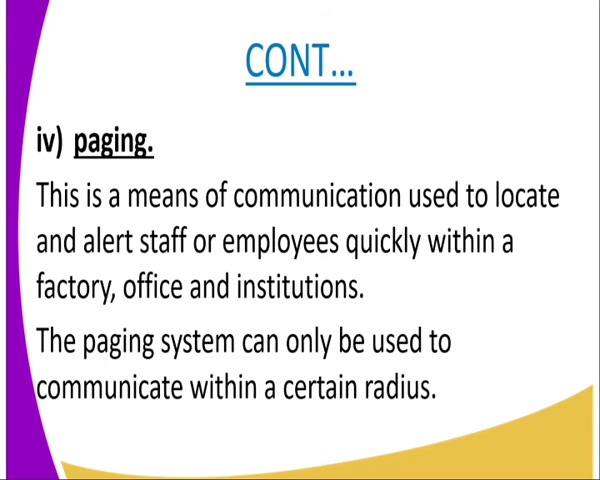 CONT...
iv) paging.
This is a means of communication used to locate
and alert staff or employees quickly within a
factory, office and institutions.
The paging system can only be used to
communicate within a certain radius.